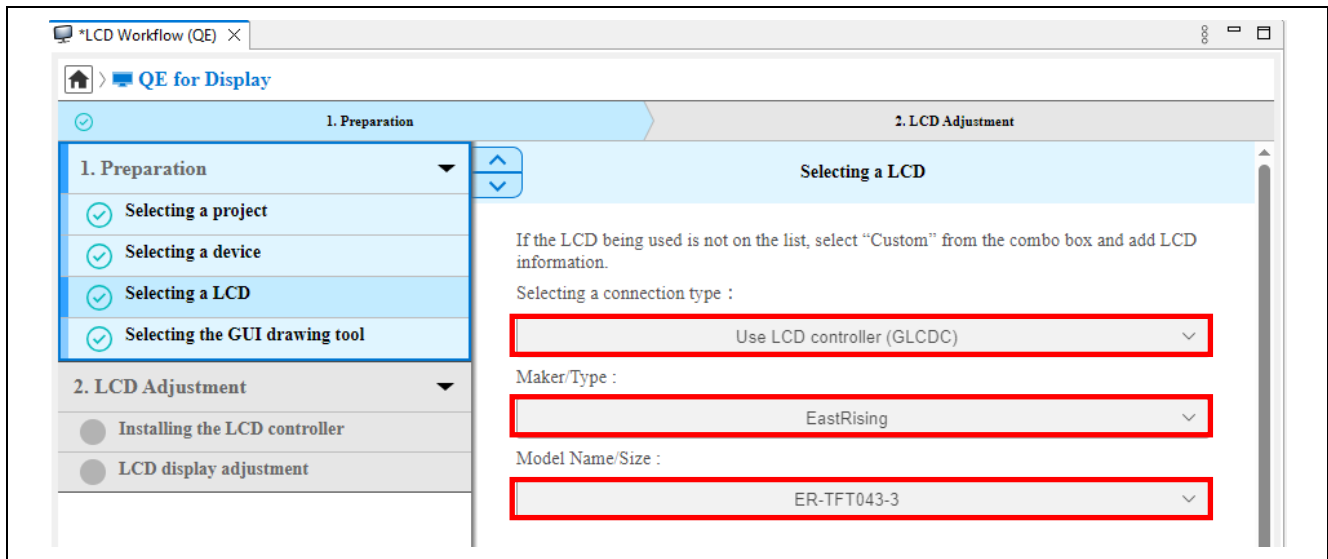 *LCD Workflow (QE)
QE for Display
1. Preparation
2. LCD Adjustment
1. Preparation
Selecting a project
Selecting a device
Selecting a LCD
Selecting the GUI drawing tool
2. LCD Adjustment
Installing the LCD controller
LCD display adjustment
Selecting a LCD
If the LCD being used is not on the list, select “Custom” from the combo box and add LCD
information.
Selecting a connection type：
Use LCD controller (GLCDC)
Maker/Type :
EastRising
Model Name/Size :
ER-TFT043-3